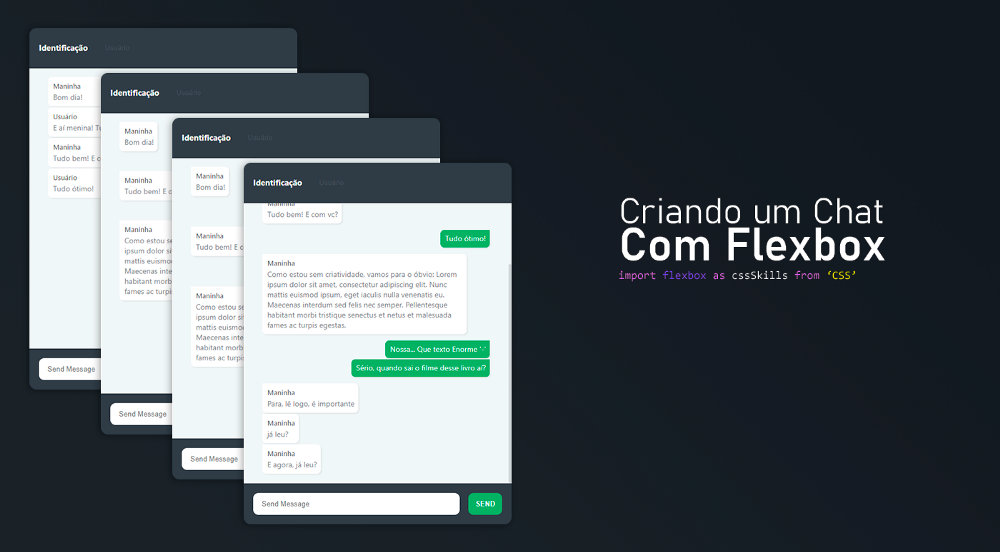 Identificação
Usuário
Maninha
Bom dia!
Usuário
E aí menina! T
Maninha
Tudo bem! E c
Usuário
Tudo ótimo!
Send Message
Identificação
Usuário
Maninha
Bom dia!
Maninha
Tudo bem! E c
Maninha
Como estou se
ipsum dolor si
mattis euismo
Maecenas inte
habitant morb
fames ac turp
Send Message
Identificação
Usuário
Maninha
Bom dia!
Maninha
Tudo bem! E c
Maninha
Como estou se
ipsum dolor s
mattis euismo
Maecenas int
habitant morb
fames ac turp
Send Message
Identificação
Usuário
Maninha
Tudo bem! E com vc?
Tudo ótimo!
Maninha
Como estou sem criatividade, vamos para o óbvio: Lorem
ipsum dolor sit amet, consectetur adipiscing elit. Nunc
mattis euismod ipsum, eget iaculis nulla venenatis eu.
Maecenas interdum sed felis nec semper. Pellentesque
habitant morbi tristique senectus et netus et malesuada
fames ac turpis egestas.
Nossa... Que texto Enorme '-'
Sério, quando sai o filme desse livro aí?
Maninha
Para, lê logo, é importante
Maninha
já leu?
Maninha
E agora, já leu?
Send Message
SEND
Criando um Chat
Com Flexbox
import flexbox as cssSkills from ‘CSS’